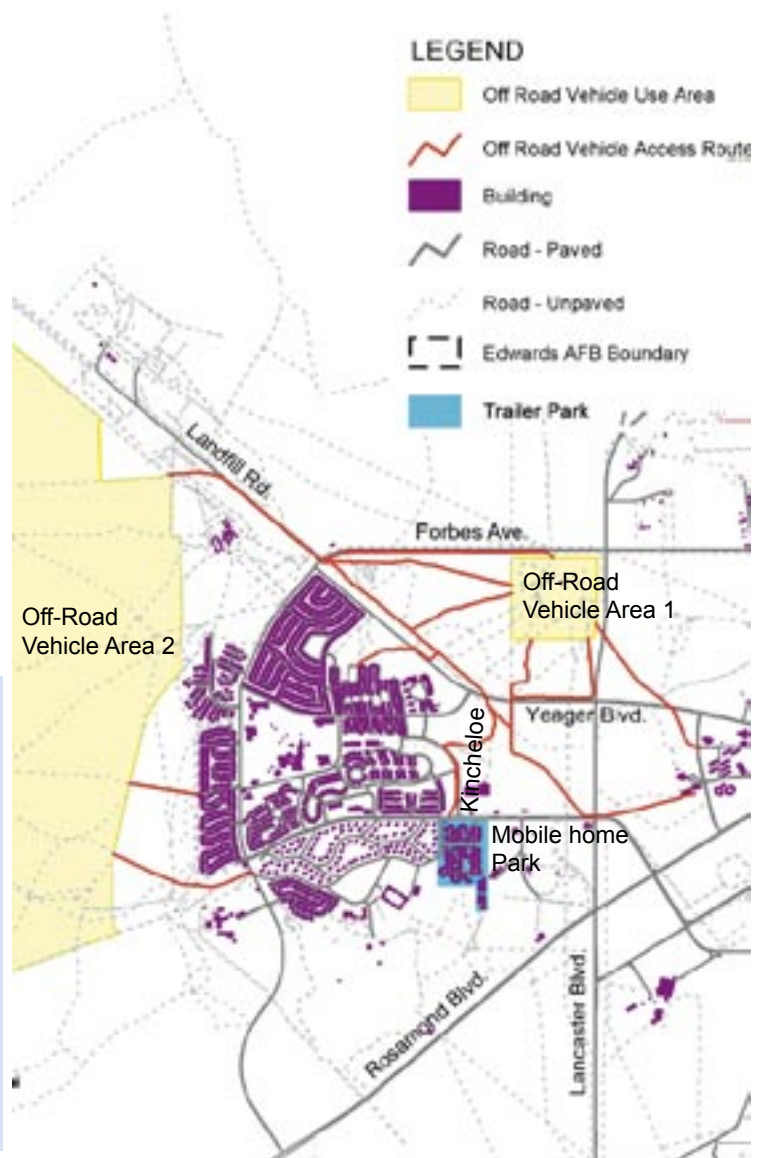 LEGEND
Off Road Vehicle Use Area
Off Road Vehicle Access Route
Building
Road - Paved
Road - Unpaved
Edwards AFB Boundary
Trailer Park
Landfill Rd.
Forbes Ave.
Off-Road
Vehicle Area 1
Off-Road
Vehicle Area 2
Yeager Blvd.
Kincheloe
Mobile home
Park
Rosamond Blvd.
Lancaster Blvd.